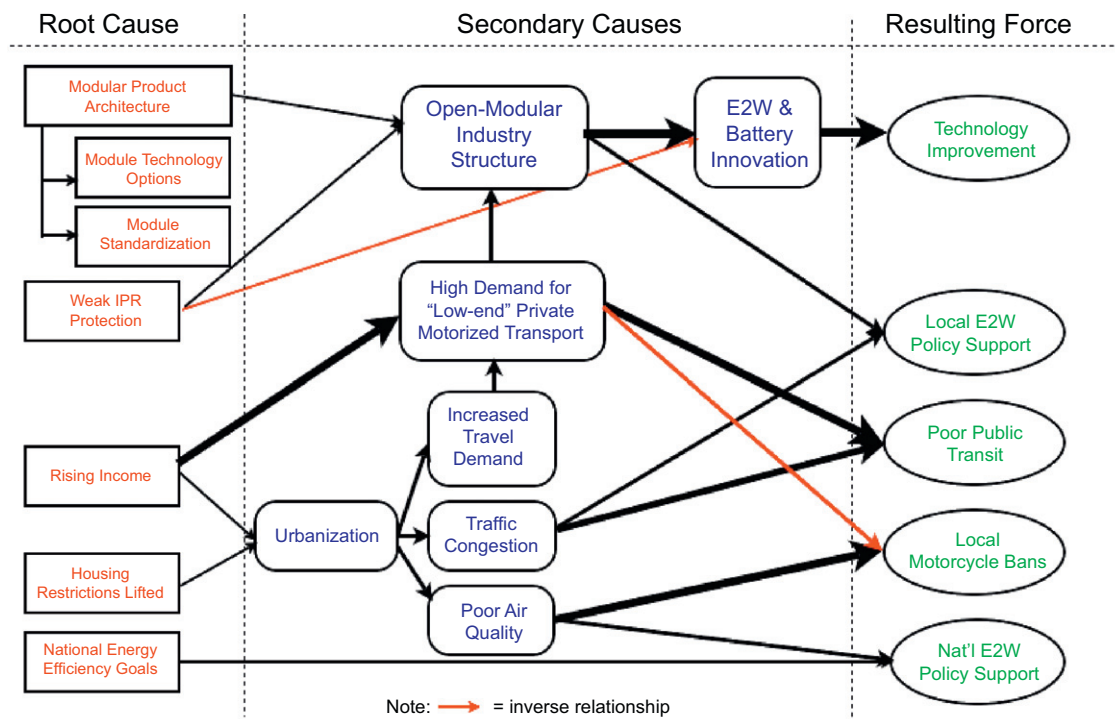 Root Cause
Secondary Causes
Resulting Force
Modular Product
Architecture
Module Technology
Options
Module
Standardization
Weak IPR
Protection
Rising Income
Housing
Restrictions Lifted
National Energy
Efficiency Goals
Open-Modular
Industry
Structure
E2W &
Battery
Innovation
High Demand for
“Low-end” Private
Motorized Transport
Increased
Travel
Demand
Urbanization
Traffic
Congestion
Poor Air
Quality
Technology
Improvement
Local E2W
Policy Support
Poor Public
Transit
Local
Motorcycle Bans
Nat’l E2W
Policy Support
Note: = inverse relationship